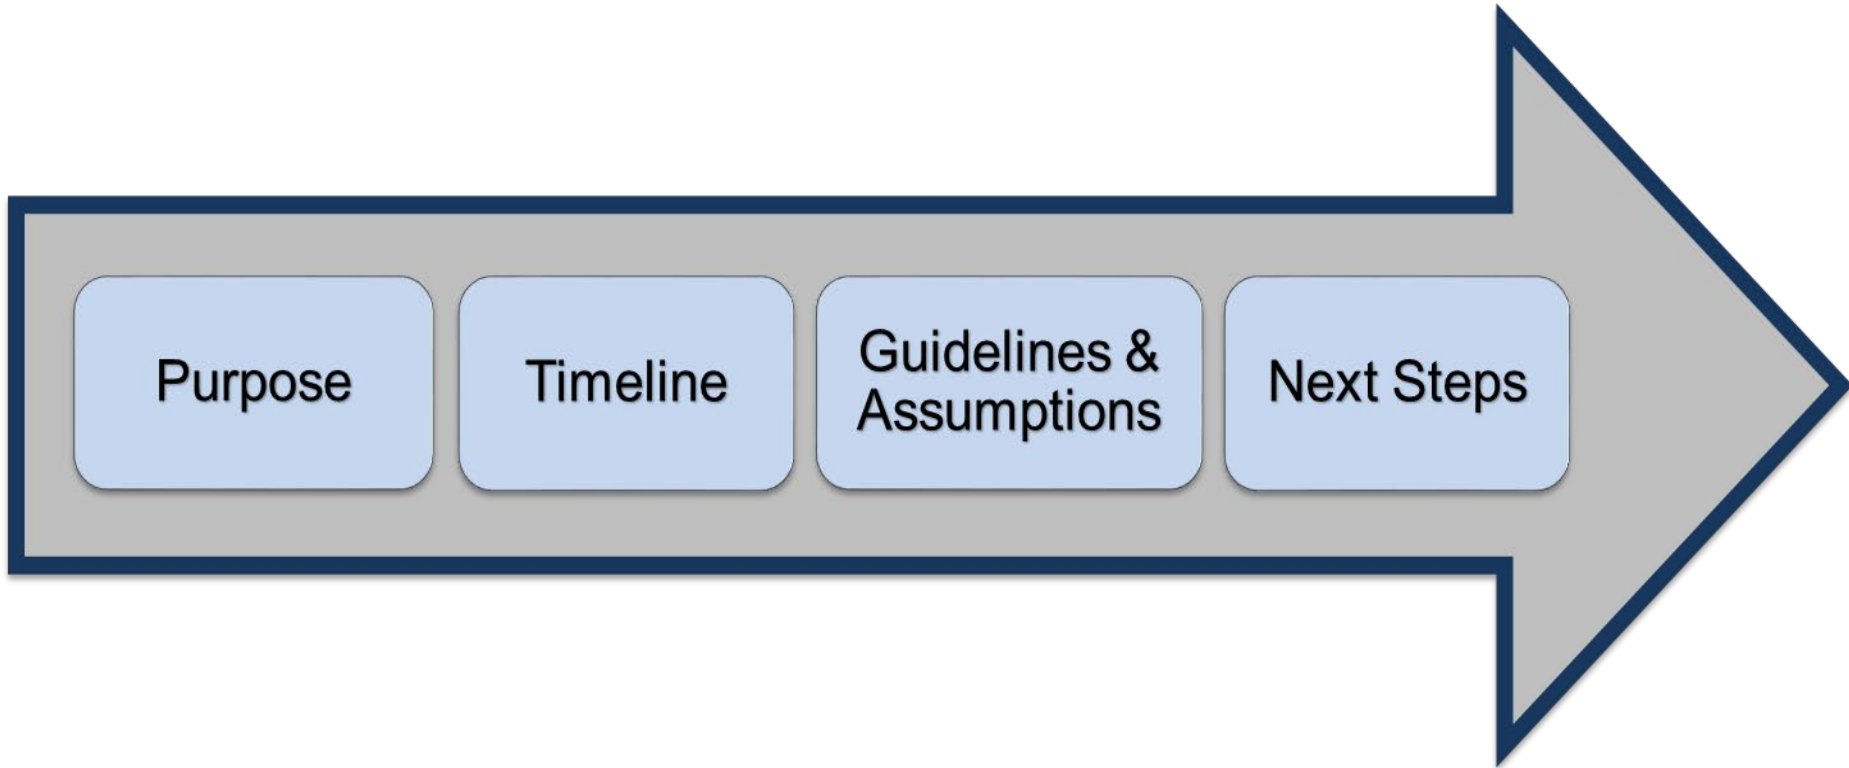 Purpose
Timeline
Guidelines &
Assumptions
Next Steps